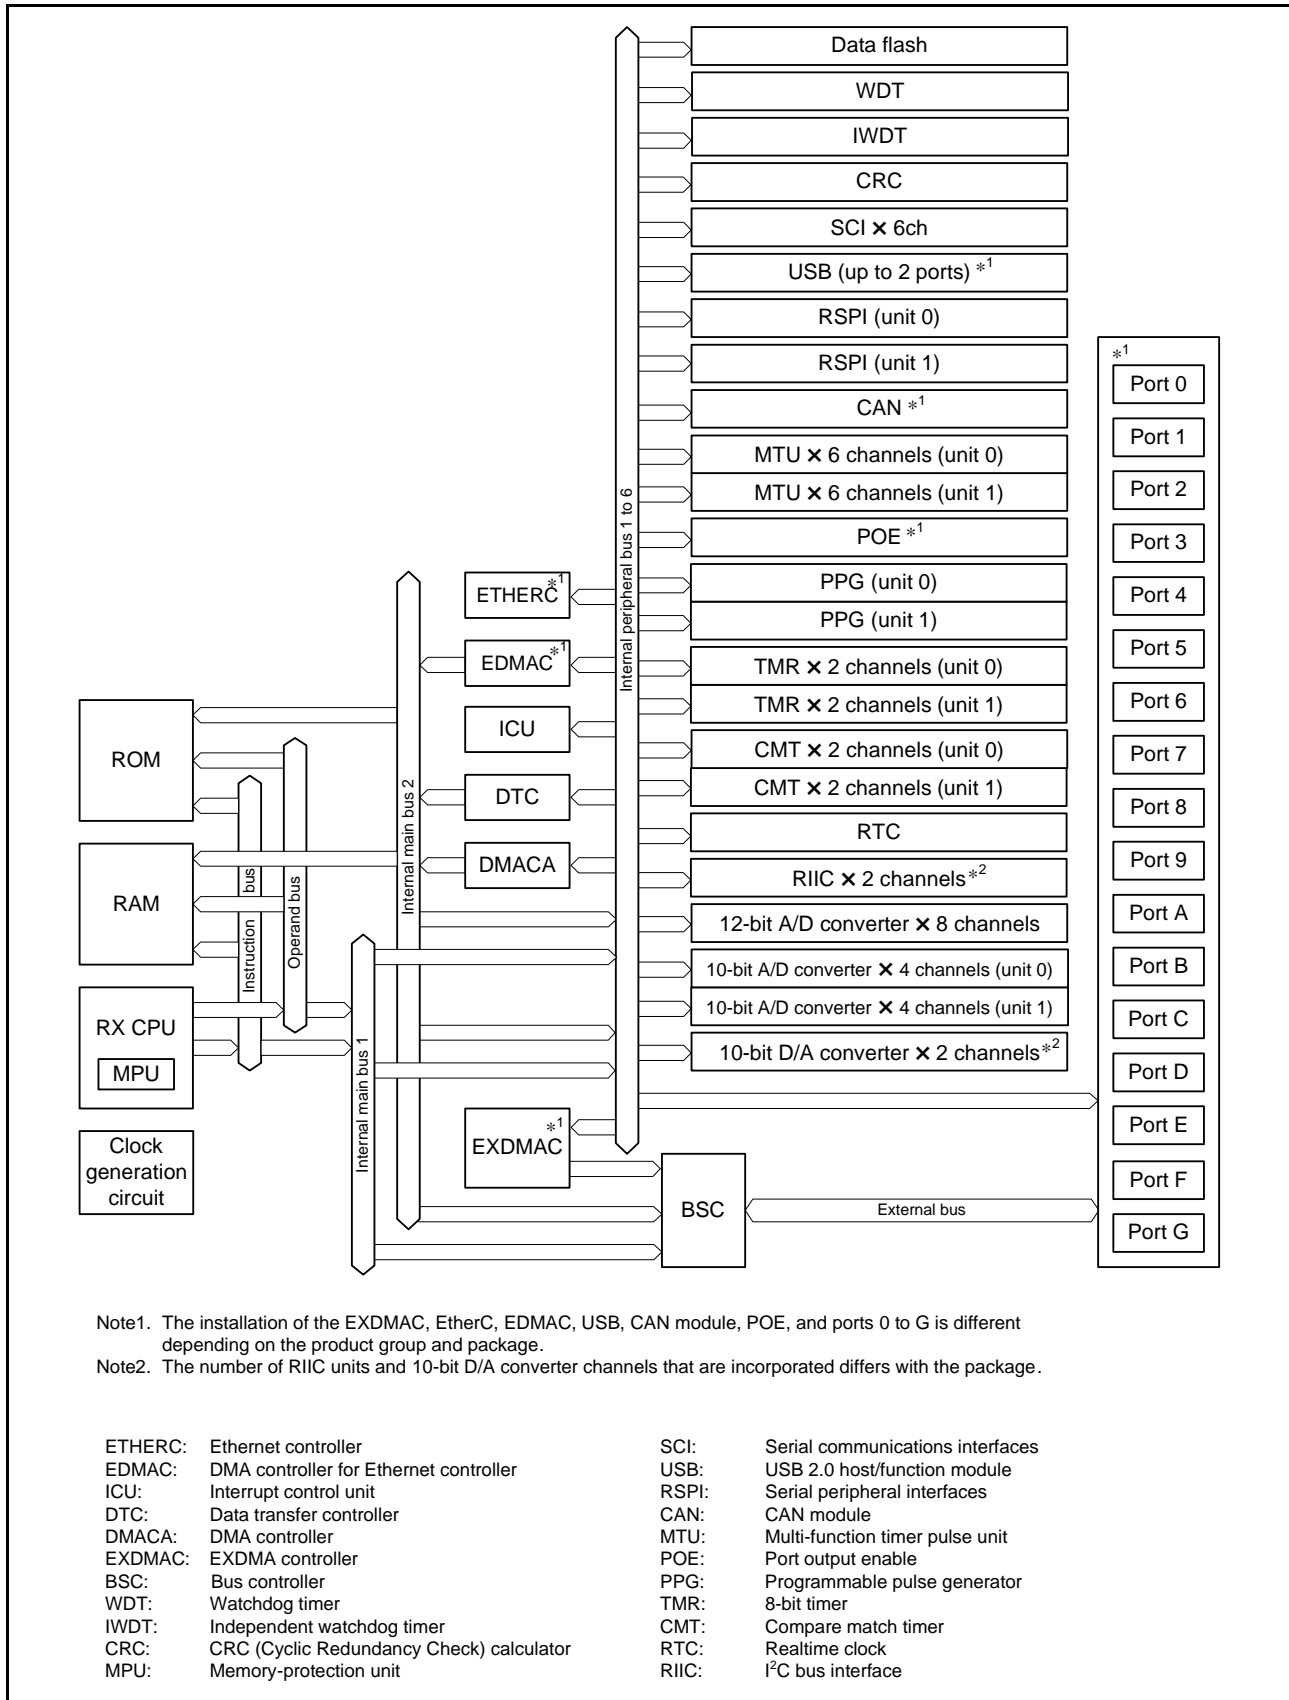 Data flash
WDT
IWDT
CRC
SCI × 6ch
USB (up to 2 ports) *1
RSPI (unit 0)
RSPI (unit 1)
CAN *1
MTU × 6 channels (unit 0)
MTU × 6 channels (unit 1)
POE *1
PPG (unit 0)
PPG (unit 1)
TMR × 2 channels (unit 0)
TMR × 2 channels (unit 1)
CMT × 2 channels (unit 0)
CMT × 2 channels (unit 1)
RTC
RIIC × 2 channels*2
12-bit A/D converter × 8 channels
10-bit A/D converter × 4 channels (unit 0)
10-bit A/D converter × 4 channels (unit 1)
10-bit D/A converter × 2 channels*2
*1
Port 0
Port 1
Port 2
Port 3
Port 4
Port 5
Port 6
Port 7
Port 8
Port 9
Port A
Port B
Port C
Port D
Port E
Port F
Port G
Internal peripheral bus 1 to 6
ETHERC *1
EDMAC *1
ICU
DTC
DMACA
EXDMAC *1
Internal main bus 2
Internal main bus 1
Operand bus
Instruction bus
ROM
RAM
RX CPU
MPU
Clock
generation
circuit
BSC
External bus
Note1. The installation of the EXDMAC, EtherC, EDMAC, USB, CAN module, POE, and ports 0 to G is different
depending on the product group and package.
Note2. The number of RIIC units and 10-bit D/A converter channels that are incorporated differs with the package.
ETHERC: Ethernet controller
EDMAC: DMA controller for Ethernet controller
ICU: Interrupt control unit
DTC: Data transfer controller
DMACA: DMA controller
EXDMAC: EXDMA controller
BSC: Bus controller
WDT: Watchdog timer
IWDT: Independent watchdog timer
CRC: CRC (Cyclic Redundancy Check) calculator
MPU: Memory-protection unit
SCI: Serial communications interfaces
USB: USB 2.0 host/function module
RSPI: Serial peripheral interfaces
CAN: CAN module
MTU: Multi-function timer pulse unit
POE: Port output enable
PPG: Programmable pulse generator
TMR: 8-bit timer
CMT: Compare match timer
RTC: Realtime clock
RIIC: I2C bus interface